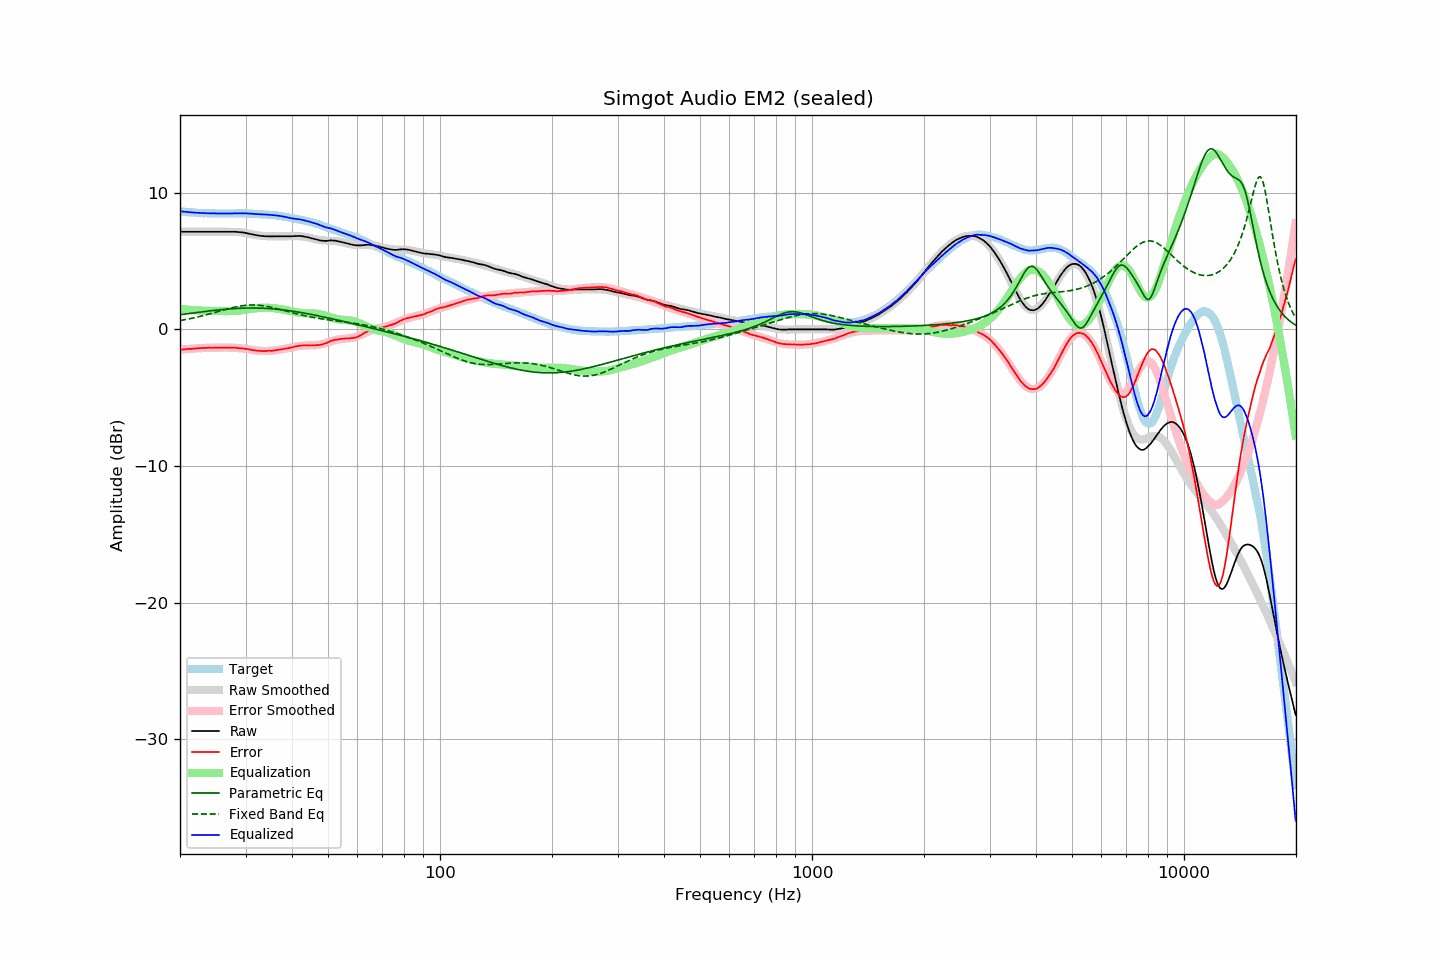 Simgot Audio EM2 (sealed)
Amplitude (dBr)
10
0
−10
−20
−30
Target
Raw Smoothed
Error Smoothed
Raw
Error
Equalization
Parametric Eq
Fixed Band Eq
Equalized
100 1000 10000
Frequency (Hz)